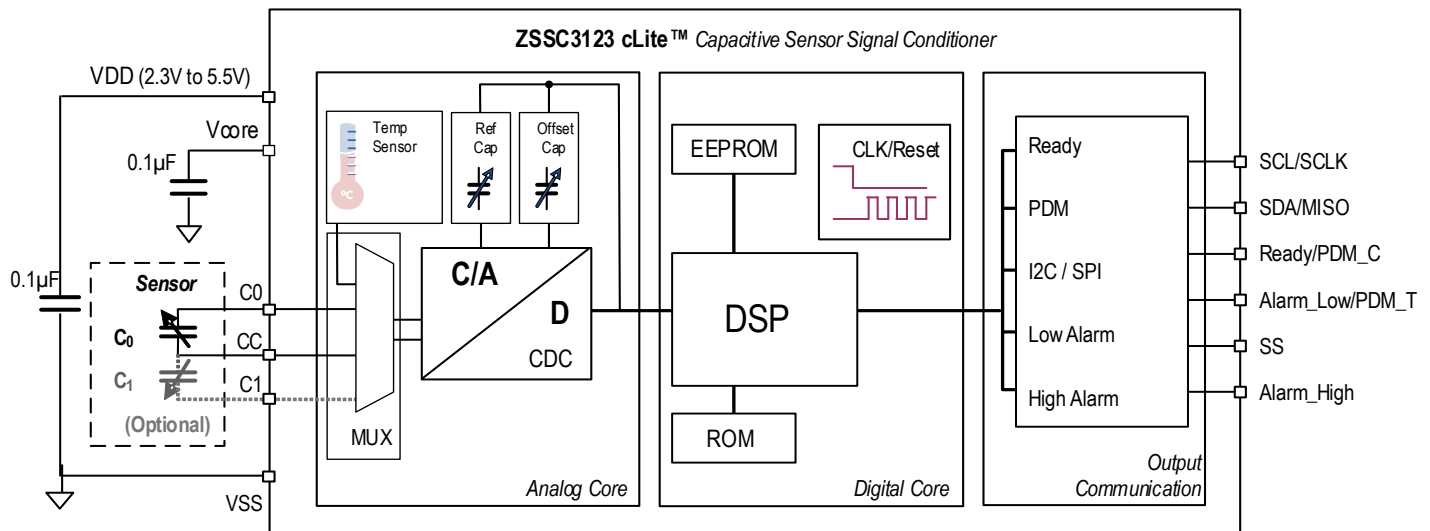 ZSSC3123 cLite™ Capacitive Sensor Signal Conditioner
VDD (2.3V to 5.5V)
Vcore
0.1µF
0.1µF
Sensor
C0
C0
CC
C1
C1
(Optional)
VSS
Temp
Sensor
ºC
Ref
Cap
Offset
Cap
C/A
D
CDC
MUX
Analog Core
EEPROM
CLK/Reset
DSP
ROM
Digital Core
Ready
PDM
I2C / SPI
Low Alarm
High Alarm
Output
Communication
SCL/SCLK
SDA/MISO
Ready/PDM_C
Alarm_Low/PDM_T
SS
Alarm_High